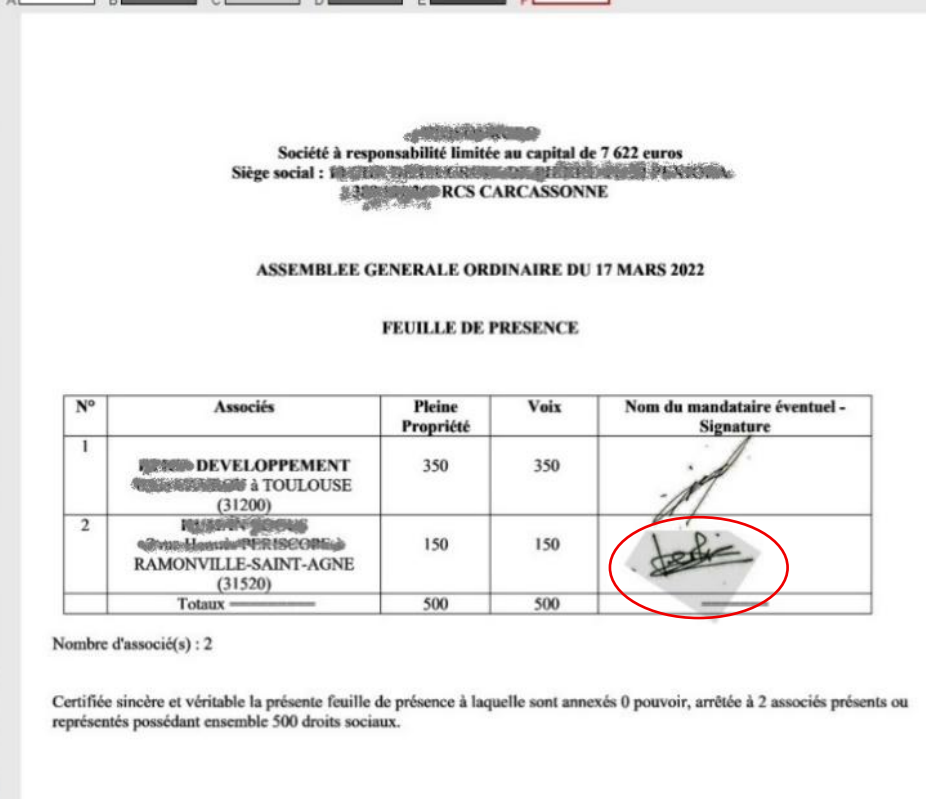 A B C D E F
Société à responsabilité limitée au capital de 7 622 euros
Siège social :
RCS CARCASSONNE
ASSEMBLEE GENERALE ORDINAIRE DU 17 MARS 2022
FEUILLE DE PRESENCE
N° Associés Pleine Propriété Voix Nom du mandataire éventuel - Signature
1 DEVELOPPEMENT 350 350
à TOULOUSE
(31200)
2
PERISCOPE à 150 150
RAMONVILLE-SAINT-AGNE
(31520)
Totaux 500 500
Nombre d'associé(s) : 2
Certifiée sincère et véritable la présente feuille de présence à laquelle sont annexés 0 pouvoir, arrêtée à 2 associés présents ou
représentés possédant ensemble 500 droits sociaux.